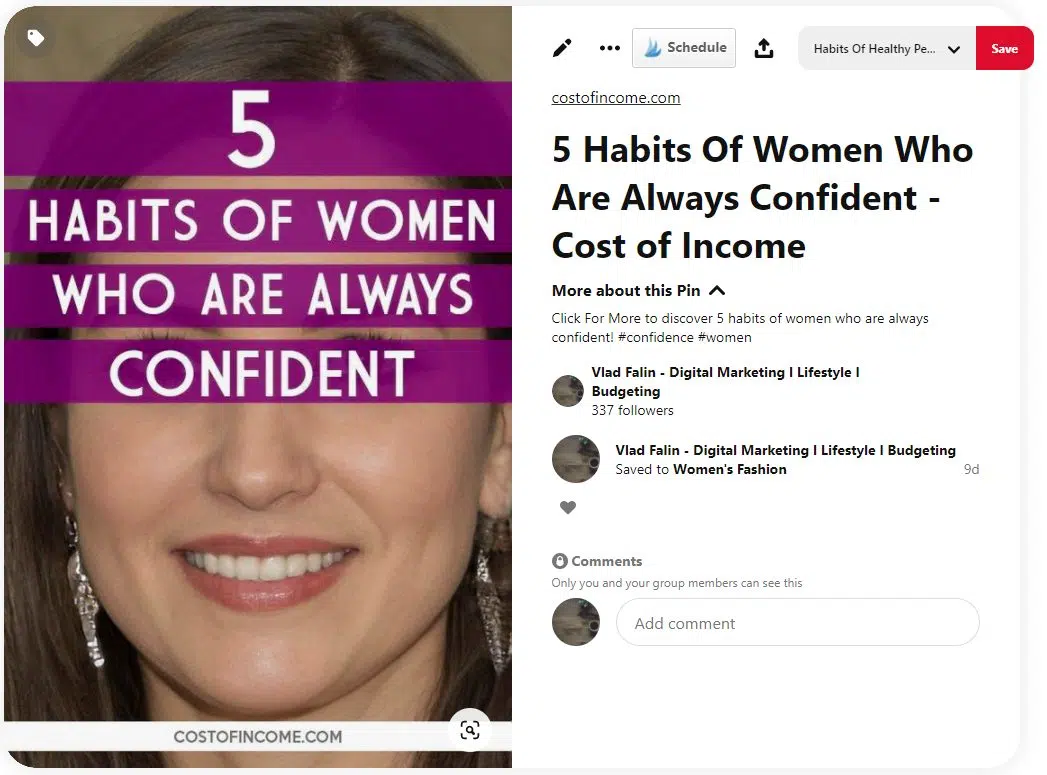 5
HABITS OF WOMEN
WHO ARE ALWAYS
CONFIDENT
COSTOFINCOME.COM
Schedule
Habits Of Healthy Pe...
Save
costofincome.com
5 Habits Of Women Who
Are Always Confident -
Cost of Income
More about this Pin
Click For More to discover 5 habits of women who are always
confident! #confidence #women
Vlad Falin - Digital Marketing l Lifestyle l
Budgeting
337 followers
Vlad Falin - Digital Marketing l Lifestyle l Budgeting
Saved to Women's Fashion
9d
Comments
Only you and your group members can see this
Add comment